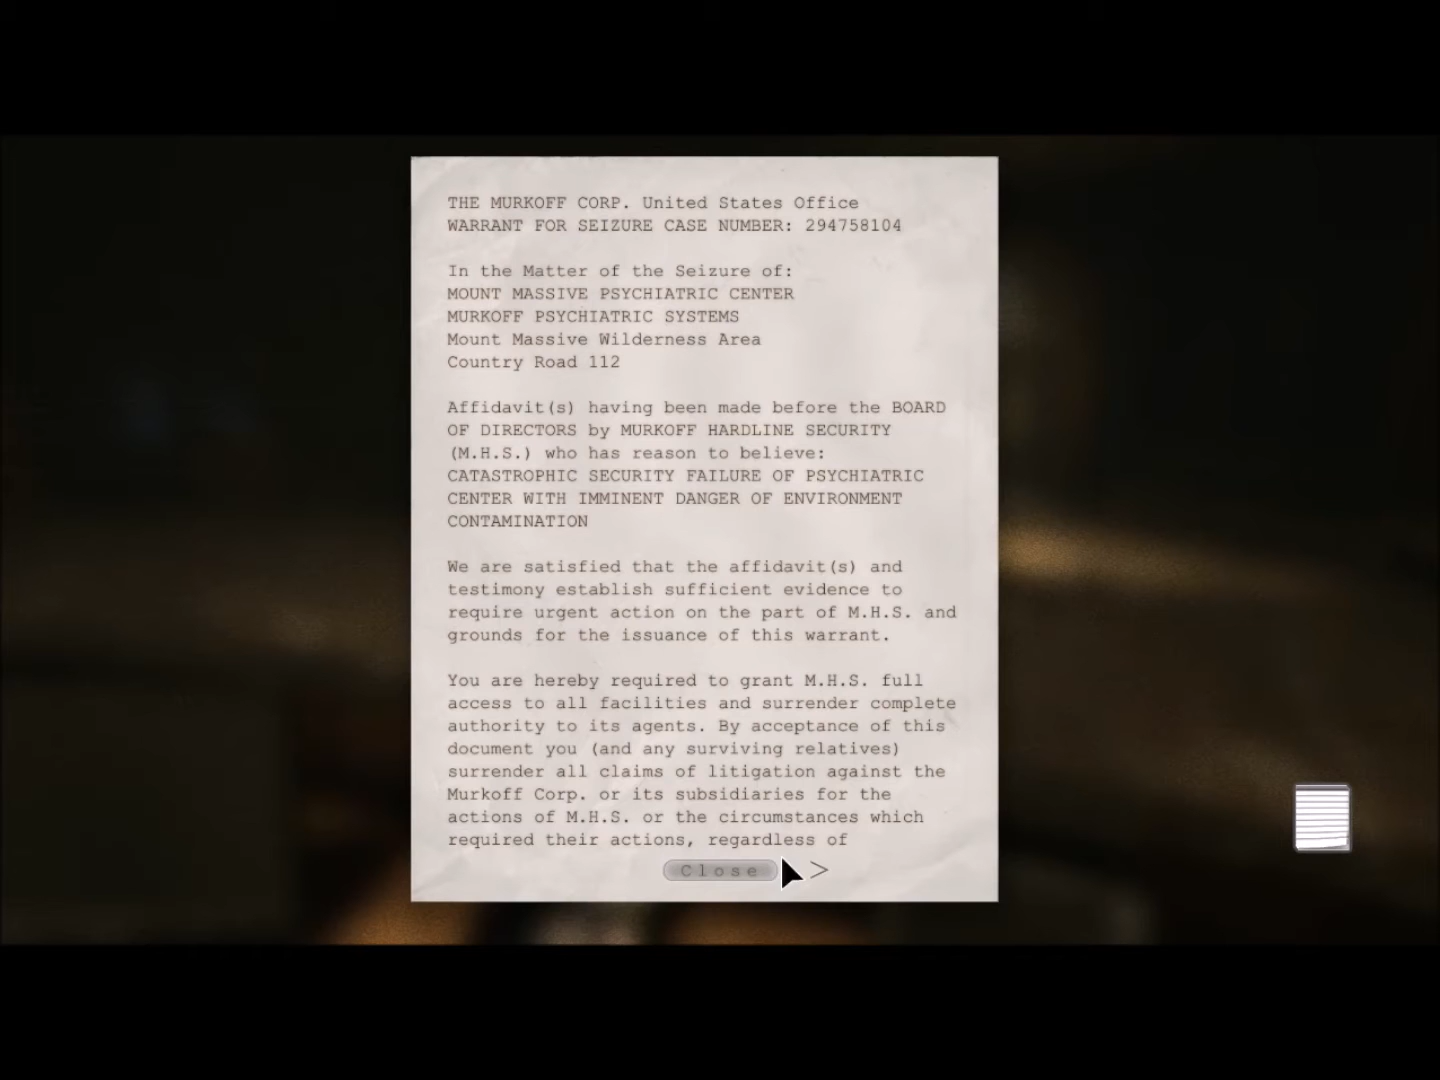 THE MURKOFF CORP. United States Office
WARRANT FOR SEIZURE CASE NUMBER: 294758104
In the Matter of the Seizure of:
MOUNT MASSIVE PSYCHIATRIC CENTER
MURKOFF PSYCHIATRIC SYSTEMS
Mount Massive Wilderness Area
Country Road 112
Affidavit(s) having been made before the BOARD
OF DIRECTORS by MURKOFF HARDLINE SECURITY
(M.H.S.) who has reason to believe:
CATASTROPHIC SECURITY FAILURE OF PSYCHIATRIC
CENTER WITH IMMINENT DANGER OF ENVIRONMENT
CONTAMINATION
We are satisfied that the affidavit(s) and
testimony establish sufficient evidence to
require urgent action on the part of M.H.S. and
grounds for the issuance of this warrant.
You are hereby required to grant M.H.S. full
access to all facilities and surrender complete
authority to its agents. By acceptance of this
document you (and any surviving relatives)
surrender all claims of litigation against the
Murkoff Corp. or its subsidiaries for the
actions of M.H.S. or the circumstances which
required their actions, regardless of
Close >